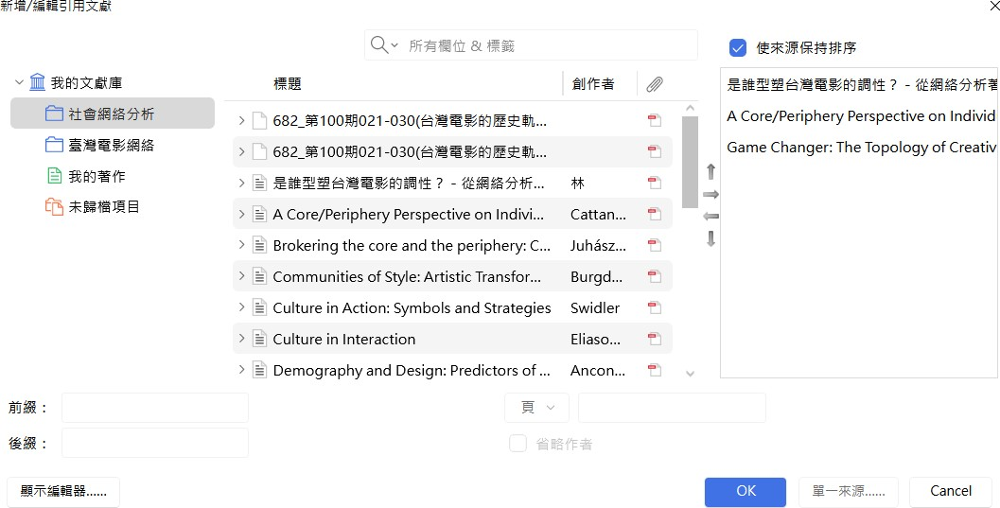 新增/編輯引用文獻
所有欄位 & 標籤
使來源保持排序
我的文獻庫
社會網絡分析
臺灣電影網絡
我的著作
未歸檔項目
標題 創作者
682_第100期021-030(台灣電影的歷史軌...
682_第100期021-030(台灣電影的歷史軌...
是誰型塑台灣電影的調性？ - 從網絡分析... 林
A Core/Periphery Perspective on Indivi... Cattan...
Brokering the core and the periphery: C... Juhász...
Communities of Style: Artistic Transfor... Burgd...
Culture in Action: Symbols and Strategies Swidler
Culture in Interaction Eliaso...
Demography and Design: Predictors of ... Ancon...
是誰型塑台灣電影的調性？ - 從網絡分析著
A Core/Periphery Perspective on Individ
Game Changer: The Topology of Creativ
前綴： 頁
後綴： 省略作者
顯示編輯器...... OK 單一來源...... Cancel